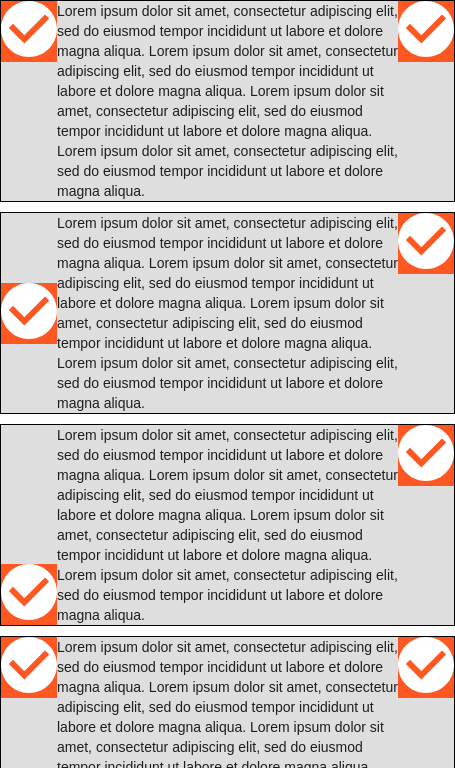 Lorem ipsum dolor sit amet, consectetur adipiscing elit,
sed do eiusmod tempor incididunt ut labore et dolore
magna aliqua. Lorem ipsum dolor sit amet, consectetur
adipiscing elit, sed do eiusmod tempor incididunt ut
labore et dolore magna aliqua. Lorem ipsum dolor sit
amet, consectetur adipiscing elit, sed do eiusmod
tempor incididunt ut labore et dolore magna aliqua.
Lorem ipsum dolor sit amet, consectetur adipiscing elit,
sed do eiusmod tempor incididunt ut labore et dolore
magna aliqua.
Lorem ipsum dolor sit amet, consectetur adipiscing elit,
sed do eiusmod tempor incididunt ut labore et dolore
magna aliqua. Lorem ipsum dolor sit amet, consectetur
adipiscing elit, sed do eiusmod tempor incididunt ut
labore et dolore magna aliqua. Lorem ipsum dolor sit
amet, consectetur adipiscing elit, sed do eiusmod
tempor incididunt ut labore et dolore magna aliqua.
Lorem ipsum dolor sit amet, consectetur adipiscing elit,
sed do eiusmod tempor incididunt ut labore et dolore
magna aliqua.
Lorem ipsum dolor sit amet, consectetur adipiscing elit,
sed do eiusmod tempor incididunt ut labore et dolore
magna aliqua. Lorem ipsum dolor sit amet, consectetur
adipiscing elit, sed do eiusmod tempor incididunt ut
labore et dolore magna aliqua. Lorem ipsum dolor sit
amet, consectetur adipiscing elit, sed do eiusmod
tempor incididunt ut labore et dolore magna aliqua.
Lorem ipsum dolor sit amet, consectetur adipiscing elit,
sed do eiusmod tempor incididunt ut labore et dolore
magna aliqua.
Lorem ipsum dolor sit amet, consectetur adipiscing elit,
sed do eiusmod tempor incididunt ut labore et dolore
magna aliqua. Lorem ipsum dolor sit amet, consectetur
adipiscing elit, sed do eiusmod tempor incididunt ut
labore et dolore magna aliqua. Lorem ipsum dolor sit
amet, consectetur adipiscing elit, sed do eiusmod
tempor incididunt ut labore et dolore magna aliqua.